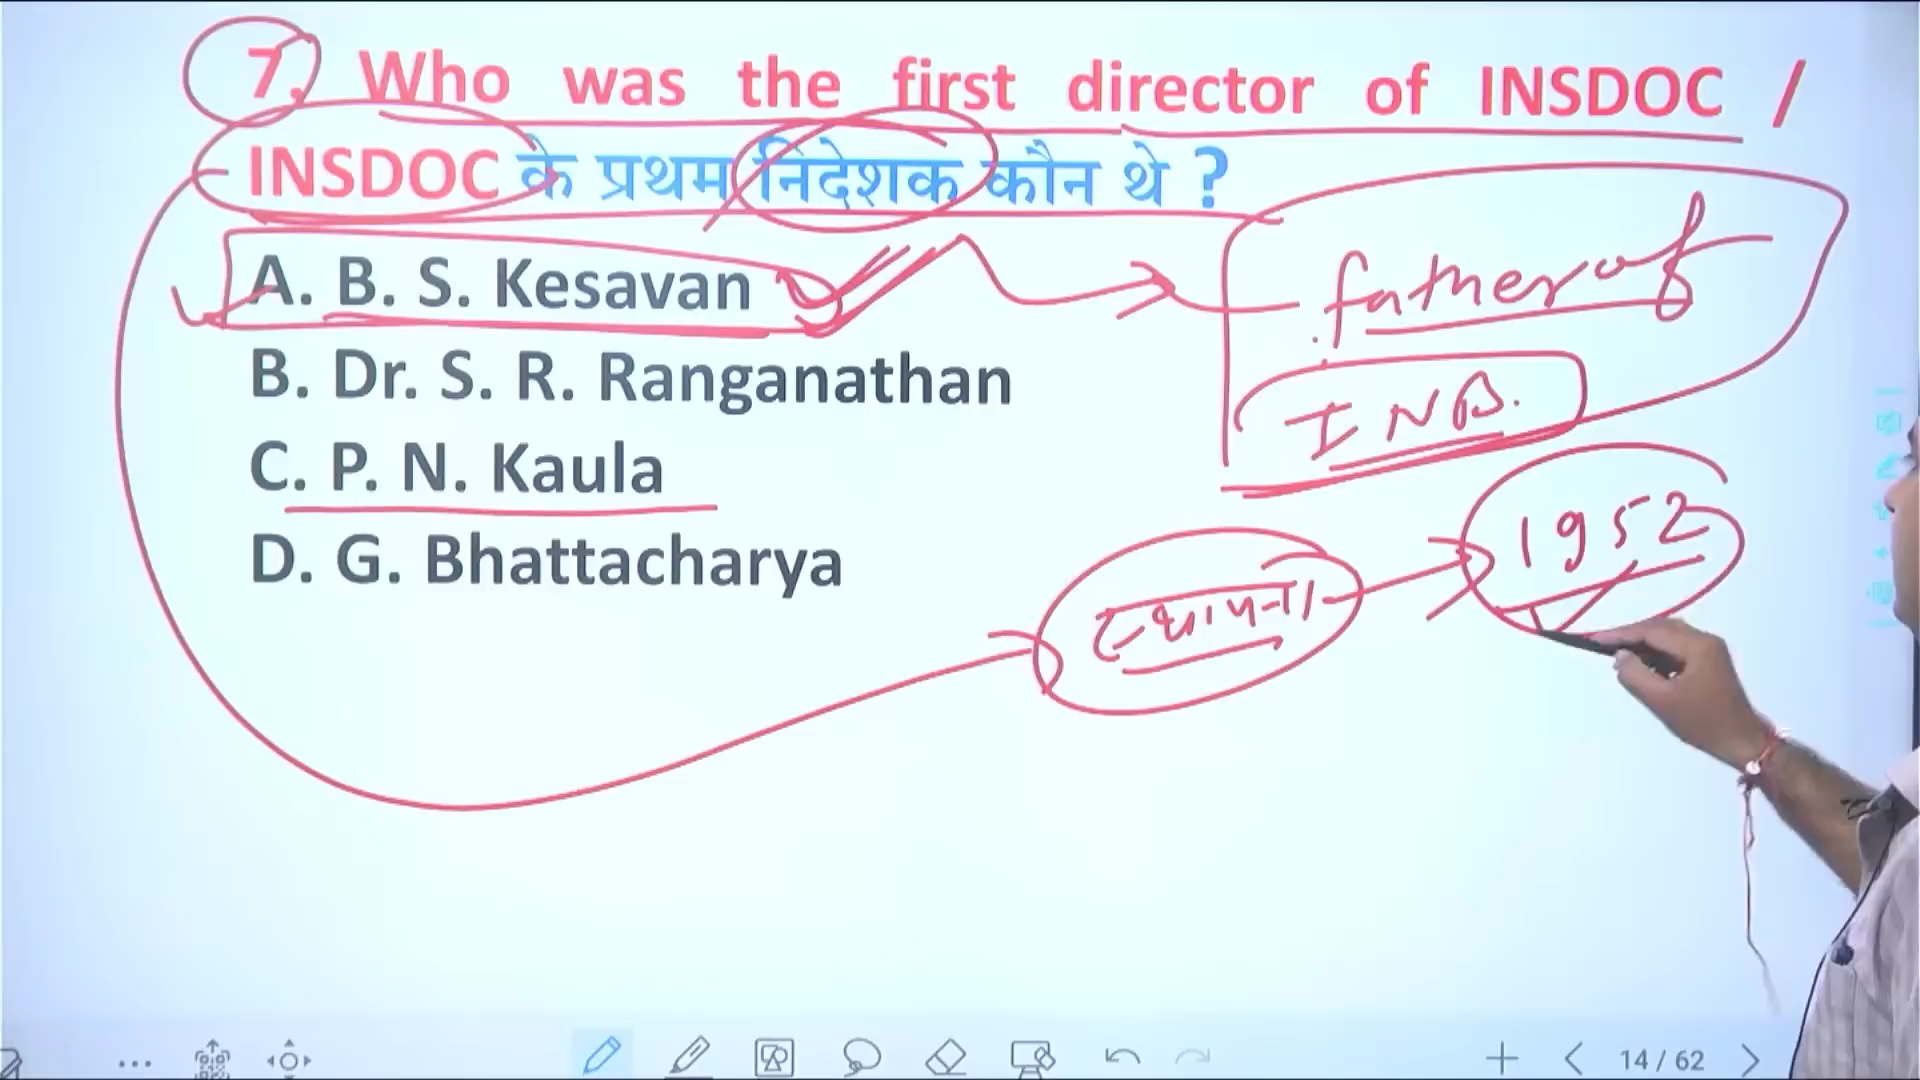 7. Who was the first director of INSDOC /
INSDOC के प्रथम निदेशक कौन थे ?
A. B. S. Kesavan
B. Dr. S. R. Ranganathan
C. P. N. Kaula
D. G. Bhattacharya
father of
INB.
स्थापना
1952
14 / 62